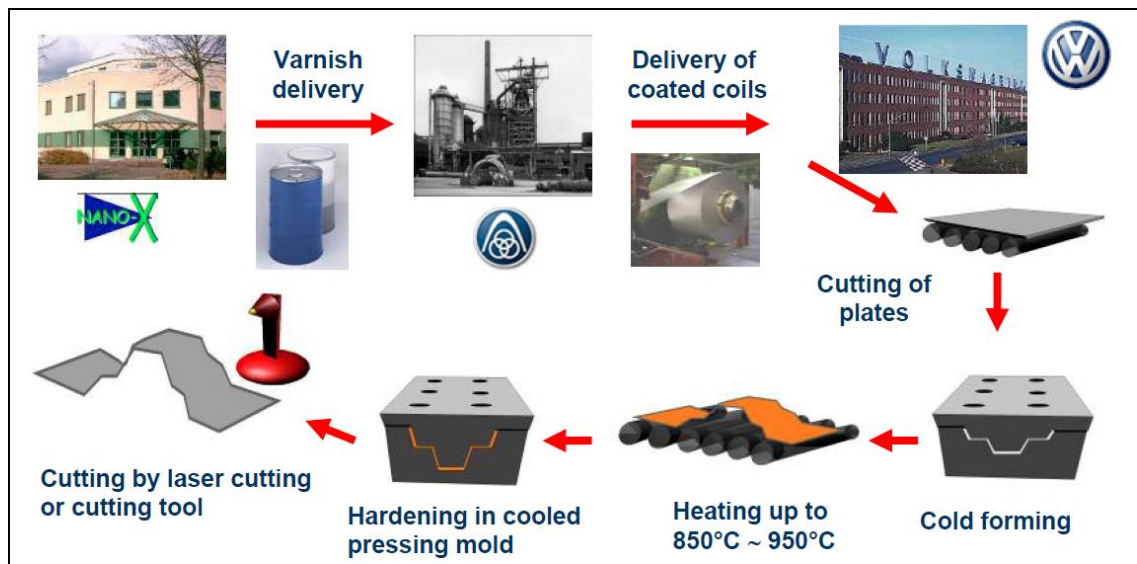 Varnish
delivery
Delivery of
coated coils
VOLKSWAGEN
NANO-X
Cutting of
plates
Cutting by laser cutting
or cutting tool
Hardening in cooled
pressing mold
Heating up to
850°C ~ 950°C
Cold forming